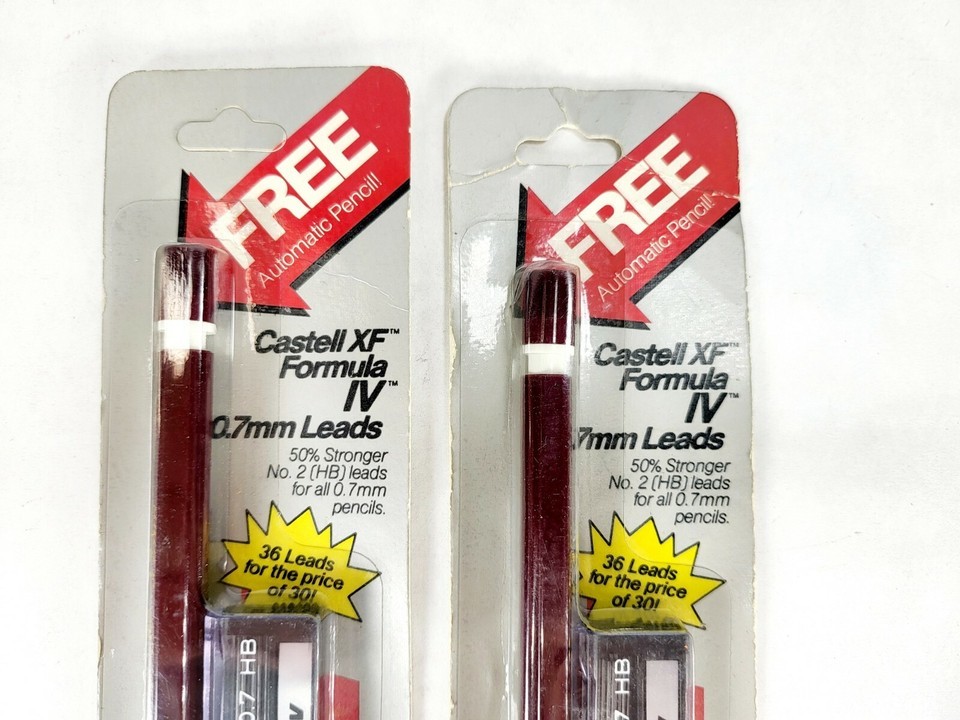 FREE
Automatic Pencil!
Castell XF™
Formula
IV™
0.7mm Leads
50% Stronger
No. 2 (HB) leads
for all 0.7mm
pencils.
36 Leads
for the price
of 30!
0.7 HB
FREE
Automatic Pencil!
Castell XF™
Formula
IV™
7mm Leads
50% Stronger
No. 2 (HB) leads
for all 0.7mm
pencils.
36 Leads
for the price
of 30!
7 HB